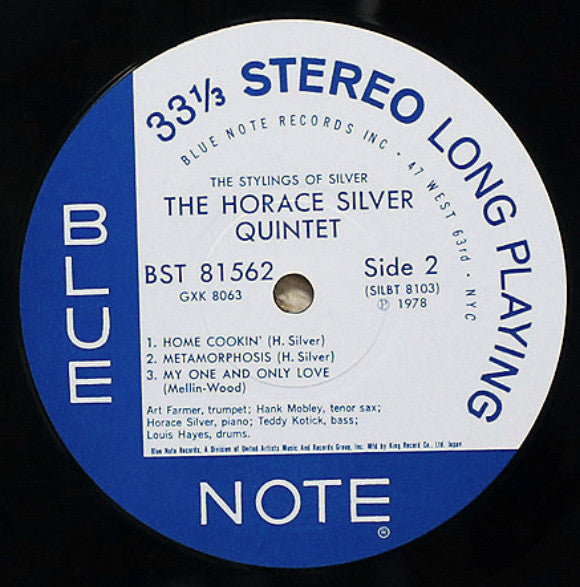 33⅓ STEREO LONG PLAYING
BLUE NOTE RECORDS INC · 47 WEST 63rd · NYC
THE STYLINGS OF SILVER
THE HORACE SILVER
QUINTET
BST 81562
GXK 8063
Side 2
(SILBT 8103)
Ⓟ 1978
1. HOME COOKIN' (H. Silver)
2. METAMORPHOSIS (H. Silver)
3. MY ONE AND ONLY LOVE
(Mellin-Wood)
Art Farmer, trumpet; Hank Mobley, tenor sax;
Horace Silver, piano; Teddy Kotick, bass;
Louis Hayes, drums.
Blue Note Records, A Division of United Artists Music And Records Group, Inc. Mfd by King Record Co., Ltd. Japan
BLUE
NOTE
®